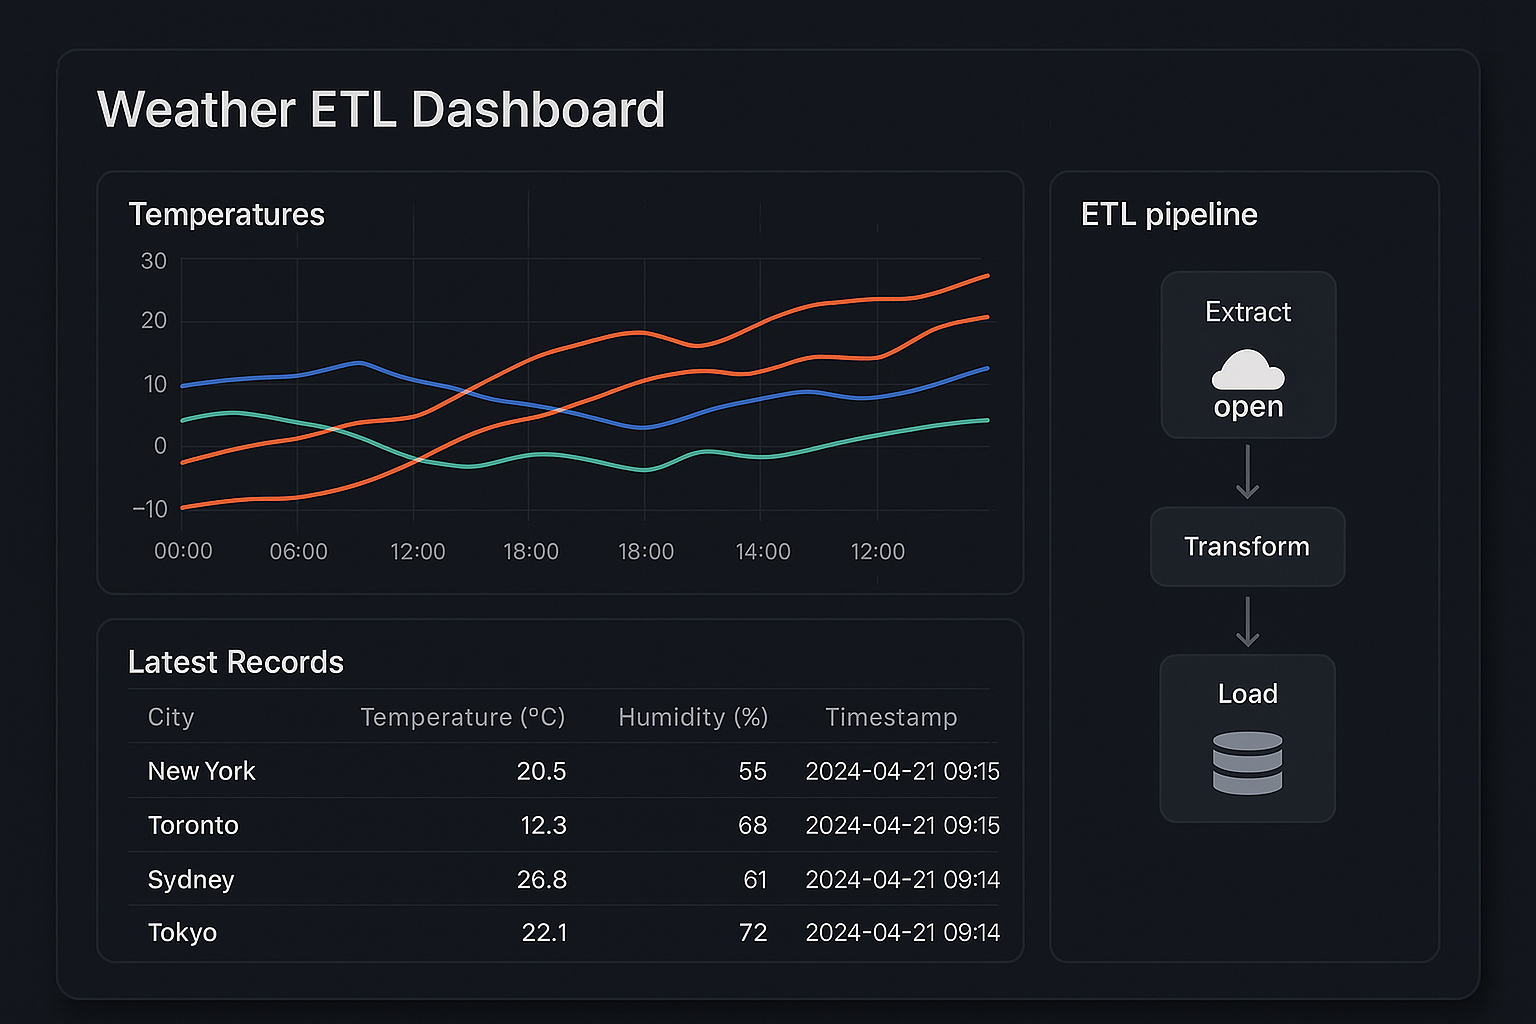 Weather ETL Dashboard
Temperatures
30
20
10
0
−10
00:00 06:00 12:00 18:00 18:00 14:00 12:00
Latest Records
City Temperature (°C) Humidity (%) Timestamp
New York 20.5 55 2024-04-21 09:15
Toronto 12.3 68 2024-04-21 09:15
Sydney 26.8 61 2024-04-21 09:14
Tokyo 22.1 72 2024-04-21 09:14
ETL pipeline
Extract
open
Transform
Load